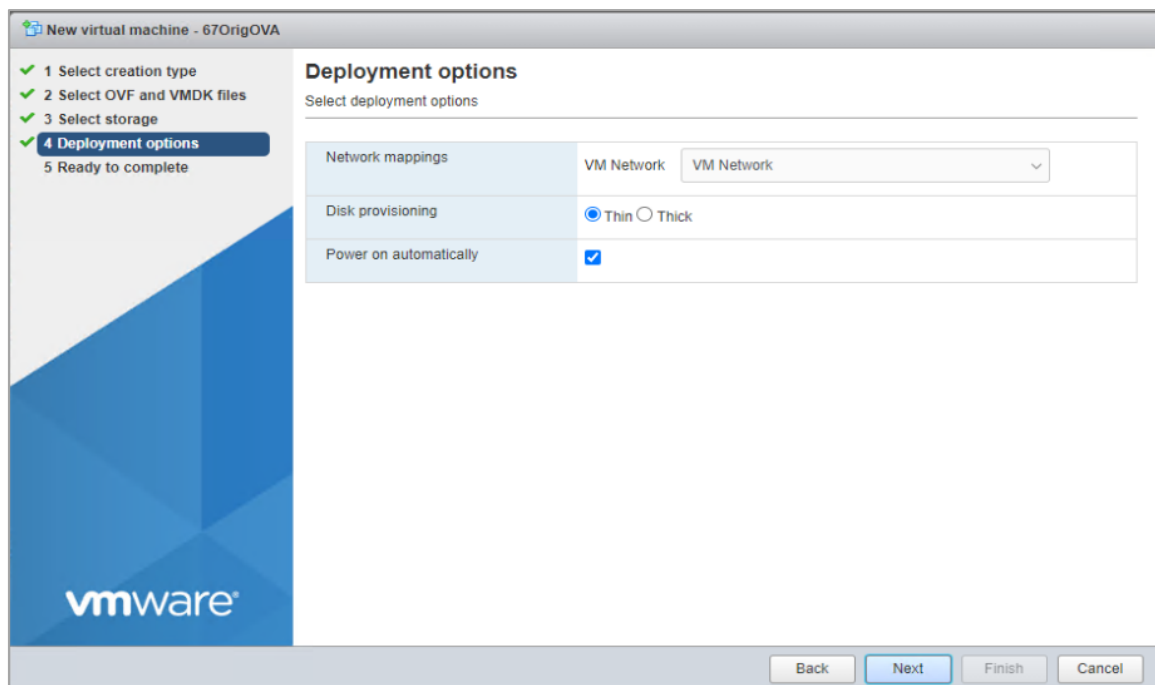 New virtual machine - 67OrigOVA
1 Select creation type
2 Select OVF and VMDK files
3 Select storage
4 Deployment options
5 Ready to complete
vmware®
Deployment options
Select deployment options
Network mappings
VM Network VM Network
Disk provisioning
Thin Thick
Power on automatically
Back Next Finish Cancel